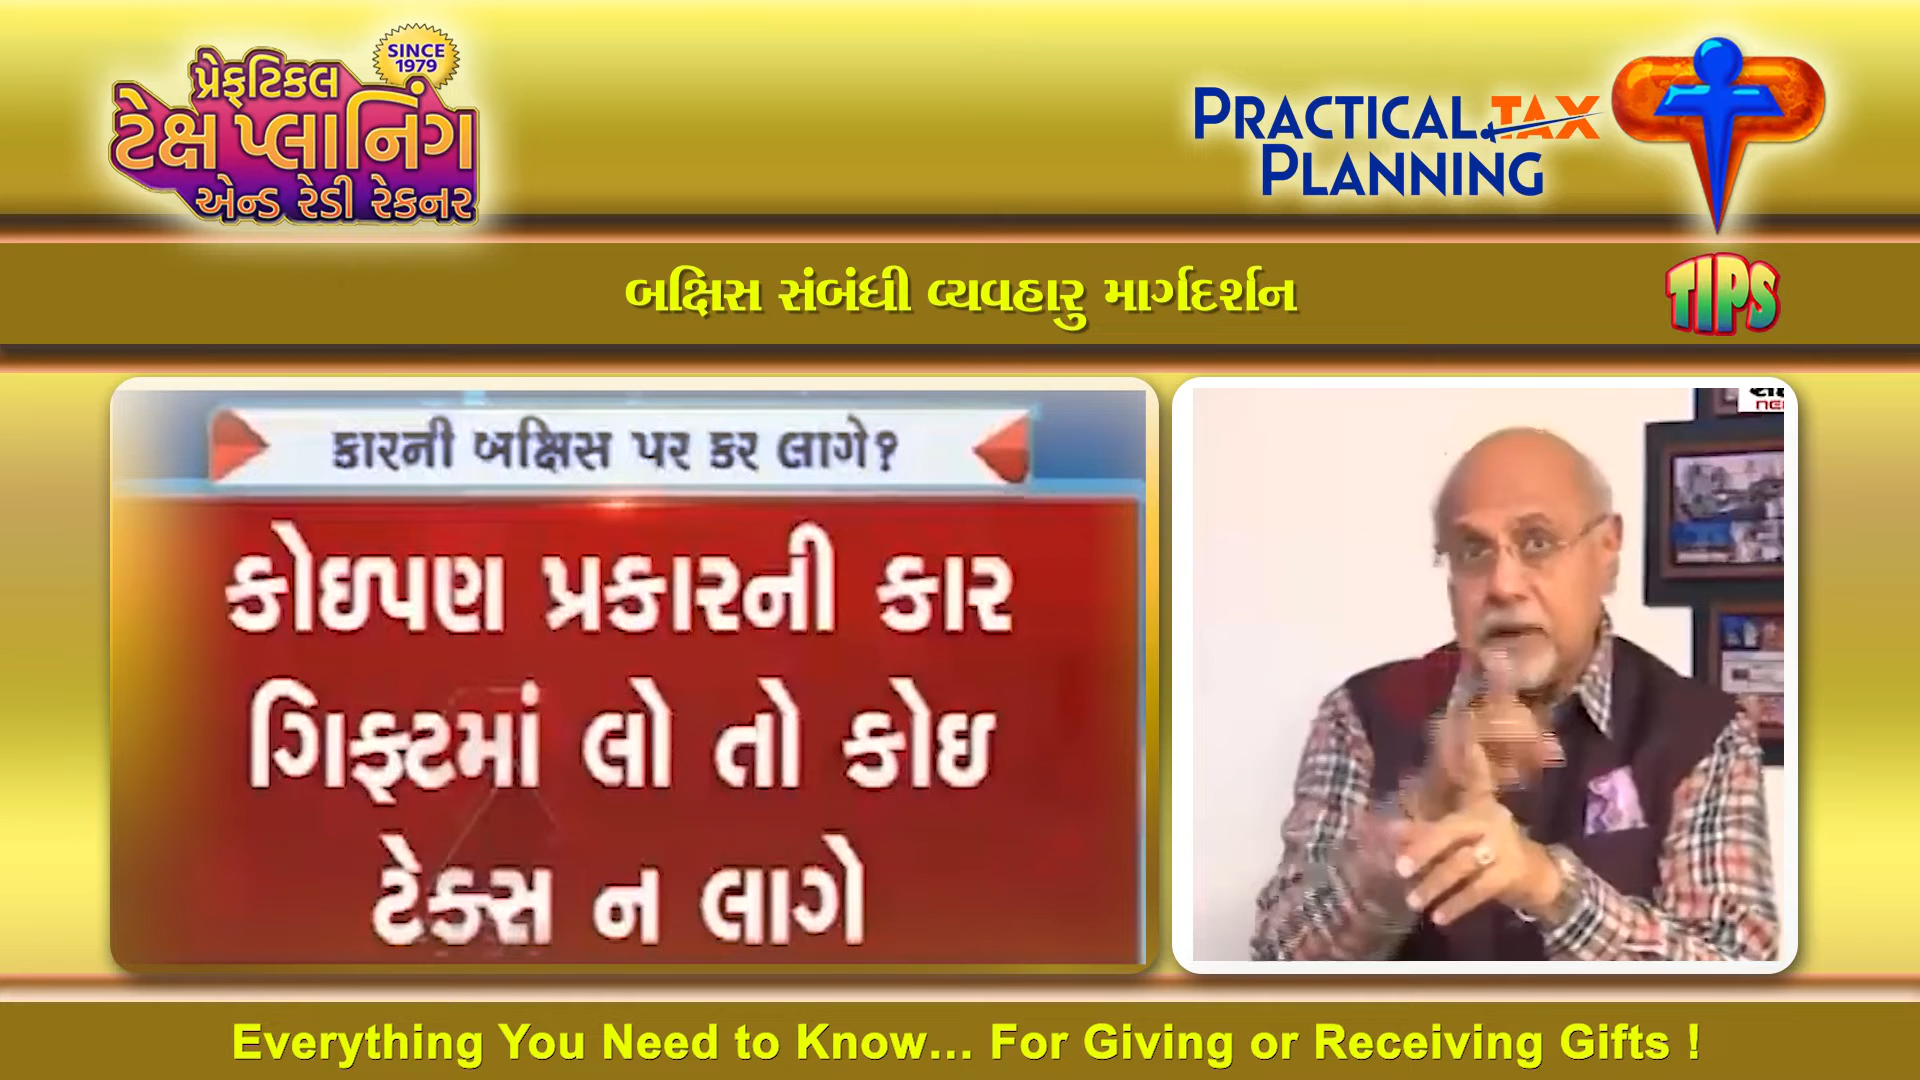 SINCE
1979
પ્રેક્ટિકલ
ટેક્ષ પ્લાનિંગ
એન્ડ રેડી રેકનર
PRACTICAL TAX
PLANNING
બક્ષિસ સંબંધી વ્યવહારુ માર્ગદર્શન
TIPS
કારની બક્ષિસ પર કર લાગે?
કોઇપણ પ્રકારની કાર
ગિફ્ટમાં લો તો કોઇ
ટેક્સ ન લાગે
Everything You Need to Know... For Giving or Receiving Gifts !